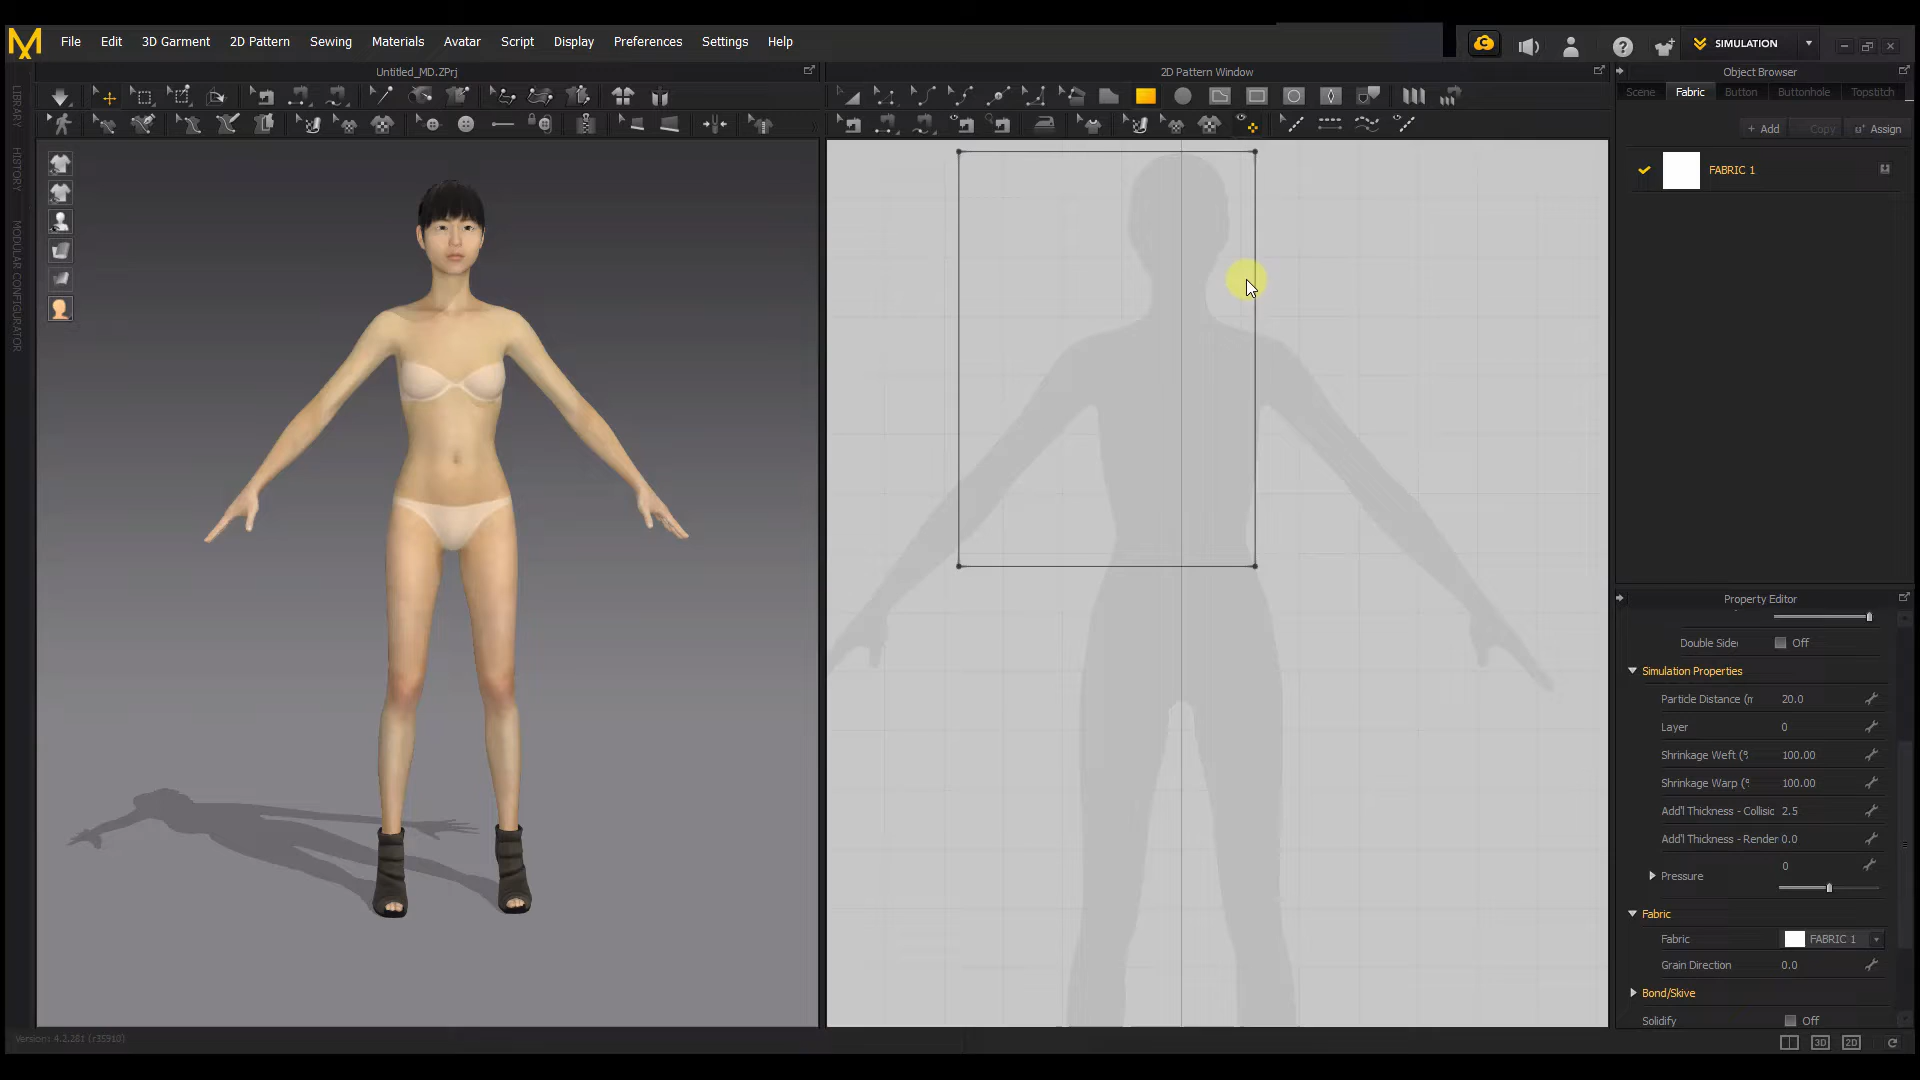 File Edit 3D Garment 2D Pattern Sewing Materials Avatar Script Display Preferences Settings Help
SIMULATION
Untitled_MD.ZPrj
2D Pattern Window
Object Browser
Scene Fabric Button Buttonhole Topstitch
+ Add Copy Assign
FABRIC 1
LIBRARY
HISTORY
MODULAR CONFIGURATOR
Property Editor
Double Side Off
Simulation Properties
Particle Distance (m 20.0
Layer 0
Shrinkage Weft (% 100.00
Shrinkage Warp (% 100.00
Add'l Thickness - Collisic 2.5
Add'l Thickness - Render 0.0
Pressure 0
Fabric
Fabric FABRIC 1
Grain Direction 0.0
Bond/Skive
Solidify Off
Version: 4.2.281 (r35910)
3D 2D